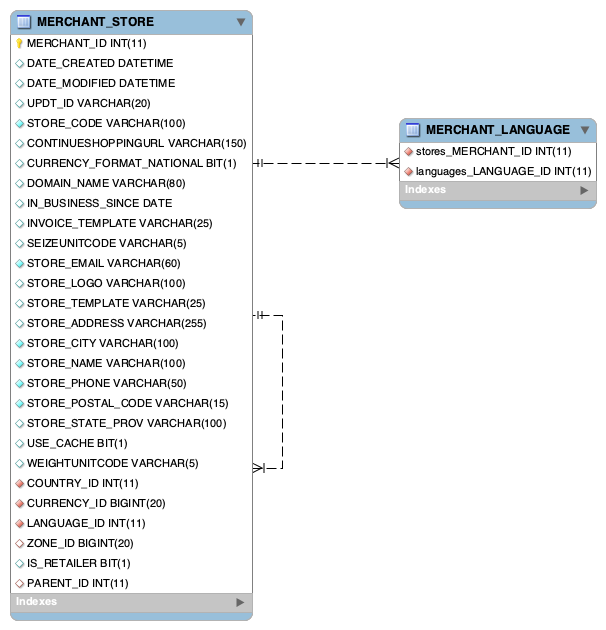 MERCHANT_STORE
MERCHANT_ID INT(11)
DATE_CREATED DATETIME
DATE_MODIFIED DATETIME
UPDT_ID VARCHAR(20)
STORE_CODE VARCHAR(100)
CONTINUESHOPPINGURL VARCHAR(150)
CURRENCY_FORMAT_NATIONAL BIT(1)
DOMAIN_NAME VARCHAR(80)
IN_BUSINESS_SINCE DATE
INVOICE_TEMPLATE VARCHAR(25)
SEIZEUNITCODE VARCHAR(5)
STORE_EMAIL VARCHAR(60)
STORE_LOGO VARCHAR(100)
STORE_TEMPLATE VARCHAR(25)
STORE_ADDRESS VARCHAR(255)
STORE_CITY VARCHAR(100)
STORE_NAME VARCHAR(100)
STORE_PHONE VARCHAR(50)
STORE_POSTAL_CODE VARCHAR(15)
STORE_STATE_PROV VARCHAR(100)
USE_CACHE BIT(1)
WEIGHTUNITCODE VARCHAR(5)
COUNTRY_ID INT(11)
CURRENCY_ID BIGINT(20)
LANGUAGE_ID INT(11)
ZONE_ID BIGINT(20)
IS_RETAILER BIT(1)
PARENT_ID INT(11)
Indexes
MERCHANT_LANGUAGE
stores_MERCHANT_ID INT(11)
languages_LANGUAGE_ID INT(11)
Indexes